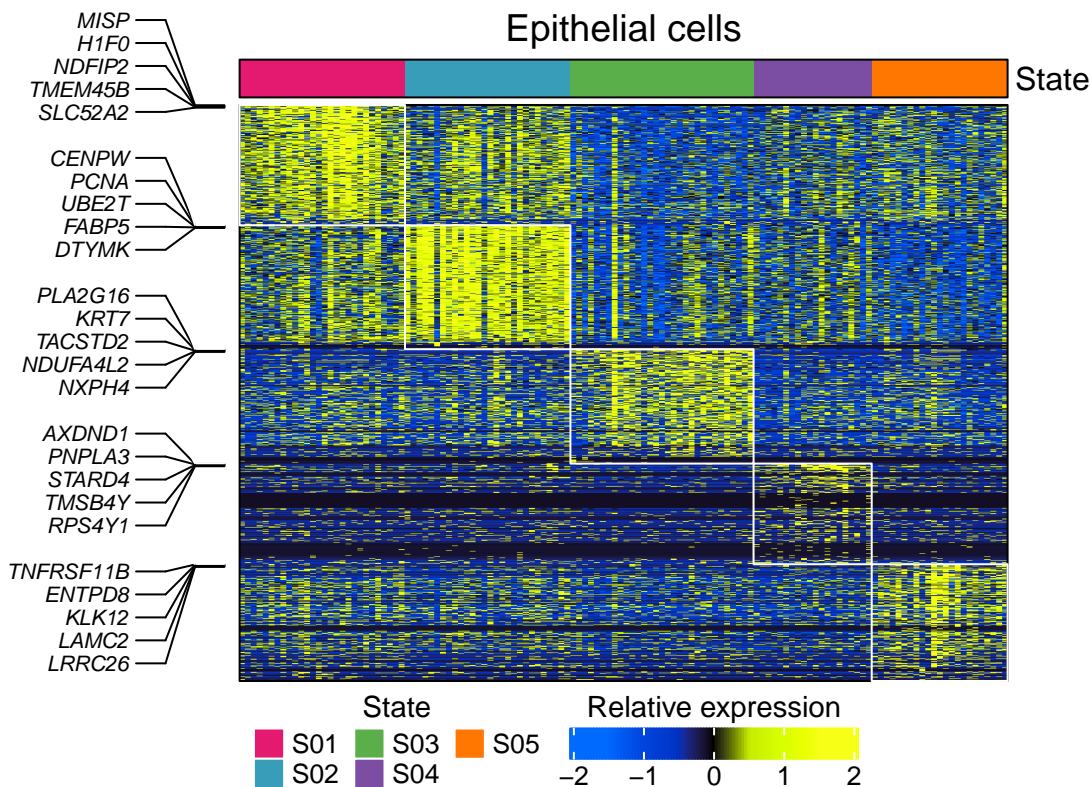 Epithelial cells
State
MISP
H1F0
NDFIP2
TMEM45B
SLC52A2
CENPW
PCNA
UBE2T
FABP5
DTYMK
PLA2G16
KRT7
TACSTD2
NDUFA4L2
NXPH4
AXDND1
PNPLA3
STARD4
TMSB4Y
RPS4Y1
TNFRSF11B
ENTPD8
KLK12
LAMC2
LRRC26
State
S01 S03 S05
S02 S04
Relative expression
−2 −1 0 1 2